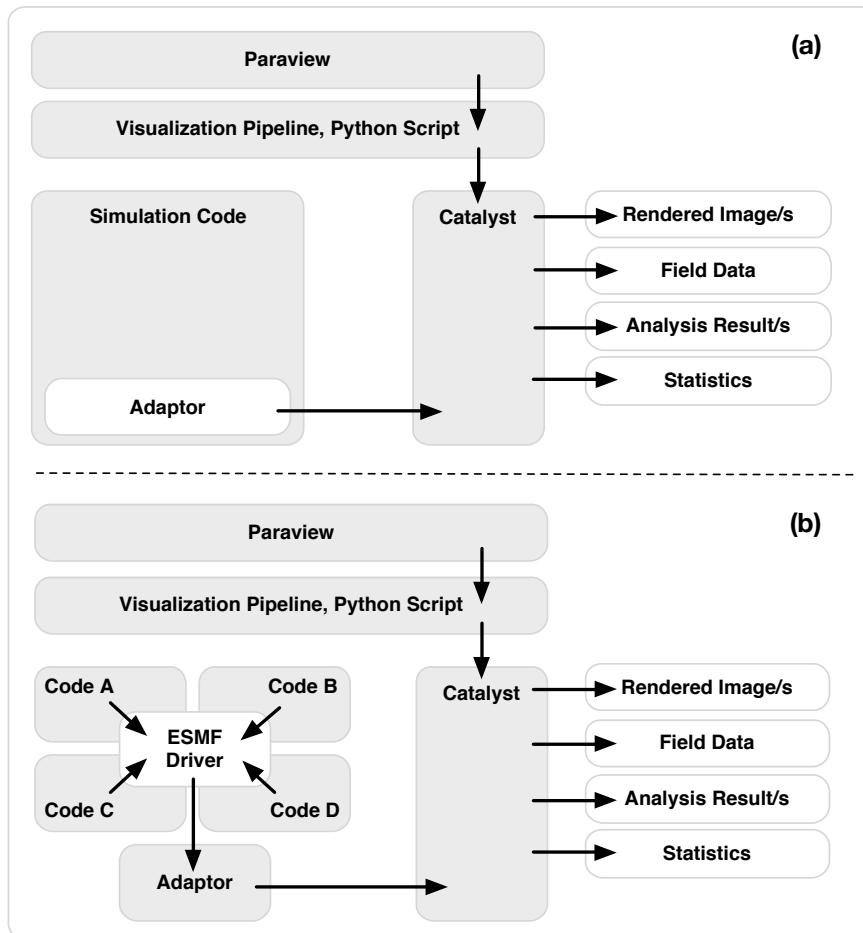 (a)
Paraview
Visualization Pipeline, Python Script
Simulation Code
Adaptor
Catalyst
Rendered Image/s
Field Data
Analysis Result/s
Statistics
(b)
Paraview
Visualization Pipeline, Python Script
Code A
Code B
ESMF
Driver
Code C
Code D
Adaptor
Catalyst
Rendered Image/s
Field Data
Analysis Result/s
Statistics